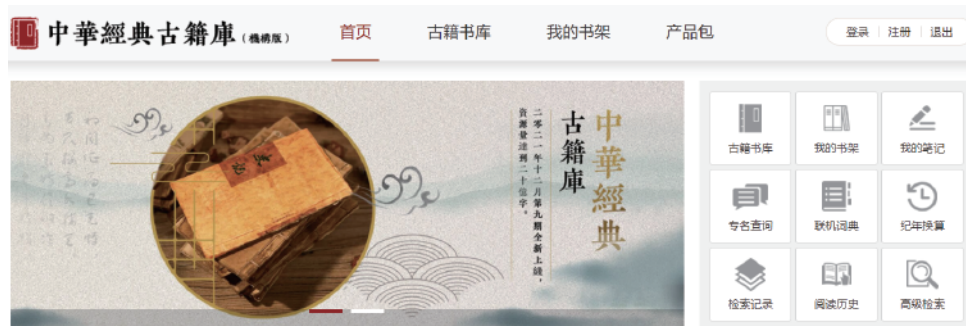 中華經典古籍庫（機構版）
首页
古籍书库
我的书架
产品包
登录
注册
退出
中華經典
古籍庫
二零二一年十二月第九期全新上綫，
資源量達到二十億字。
古籍书库
我的书架
我的笔记
专名查询
联机词典
纪年换算
检索记录
阅读历史
高级检索